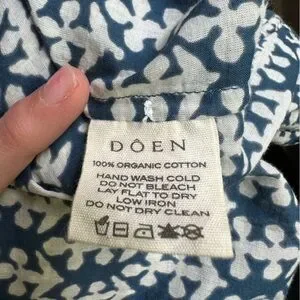 DÔEN
100% ORGANIC COTTON
HAND WASH COLD
DO NOT BLEACH
LAY FLAT TO DRY
LOW IRON
DO NOT DRY CLEAN